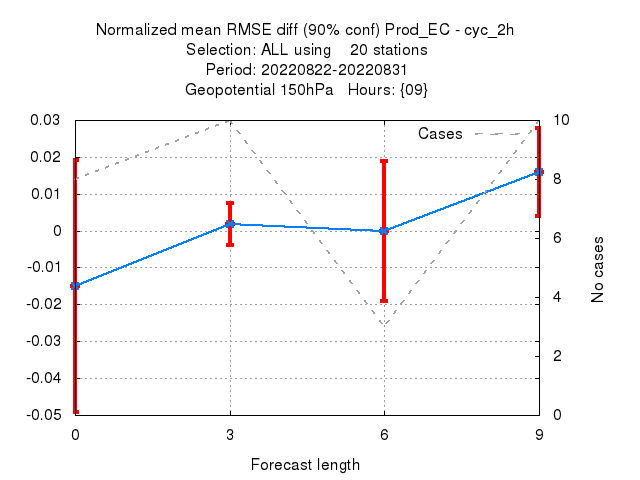 Normalized mean RMSE diff (90% conf) Prod_EC - cyc_2h
Selection: ALL using    20 stations
Period: 20220822-20220831
Geopotential 150hPa   Hours: {09}
Cases
0.03
0.02
0.01
0
-0.01
-0.02
-0.03
-0.04
-0.05
10
8
6
4
2
0
No cases
0 3 6 9
Forecast length